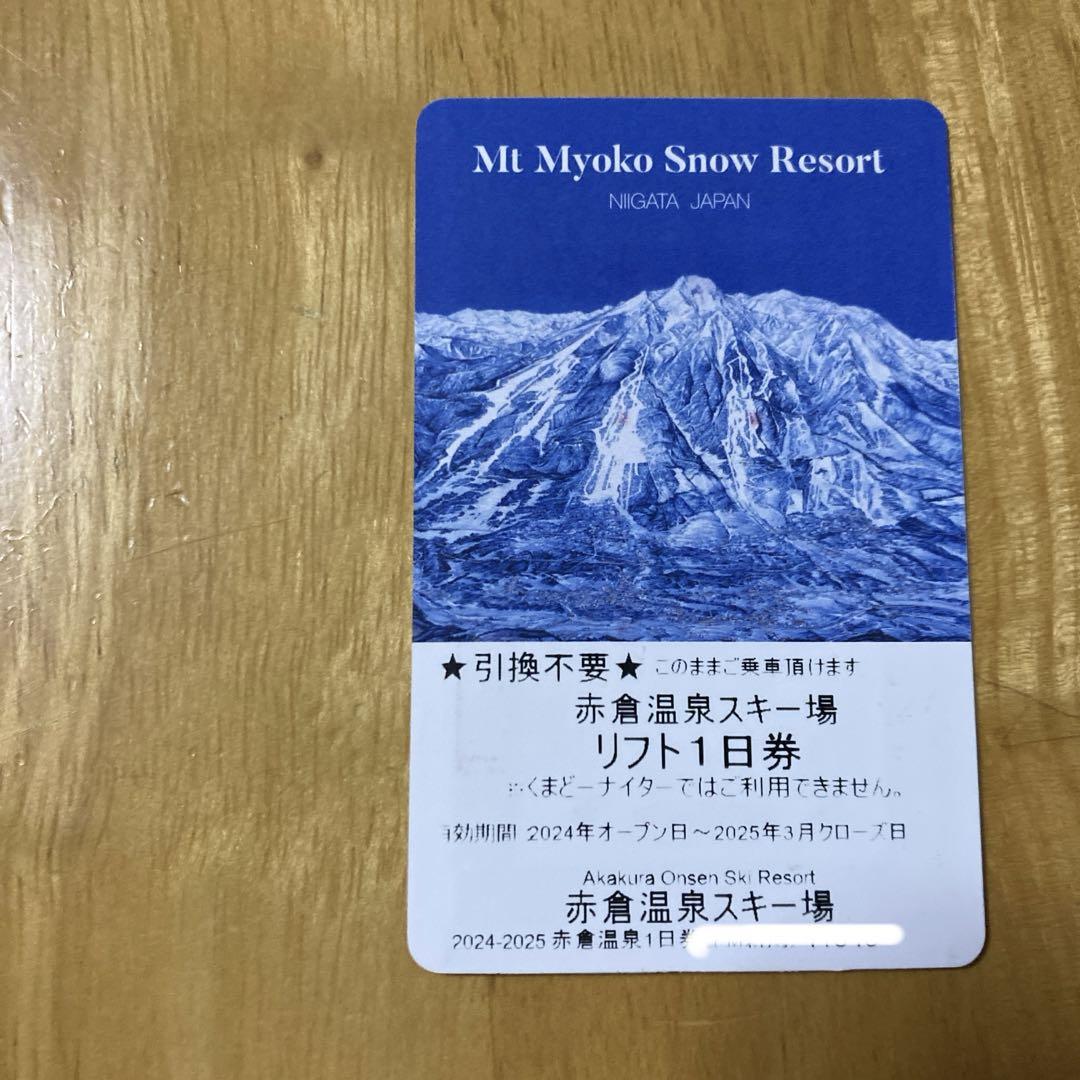 Mt Myoko Snow Resort
NIIGATA JAPAN
★引換不要★ このままご乗車頂けます
赤倉温泉スキー場
リフト1日券
くまどーナイターではご利用できません。
有効期間 2024年オープン日～2025年3月クローズ日
Akakura Onsen Ski Resort
赤倉温泉スキー場
2024-2025 赤倉温泉1日券